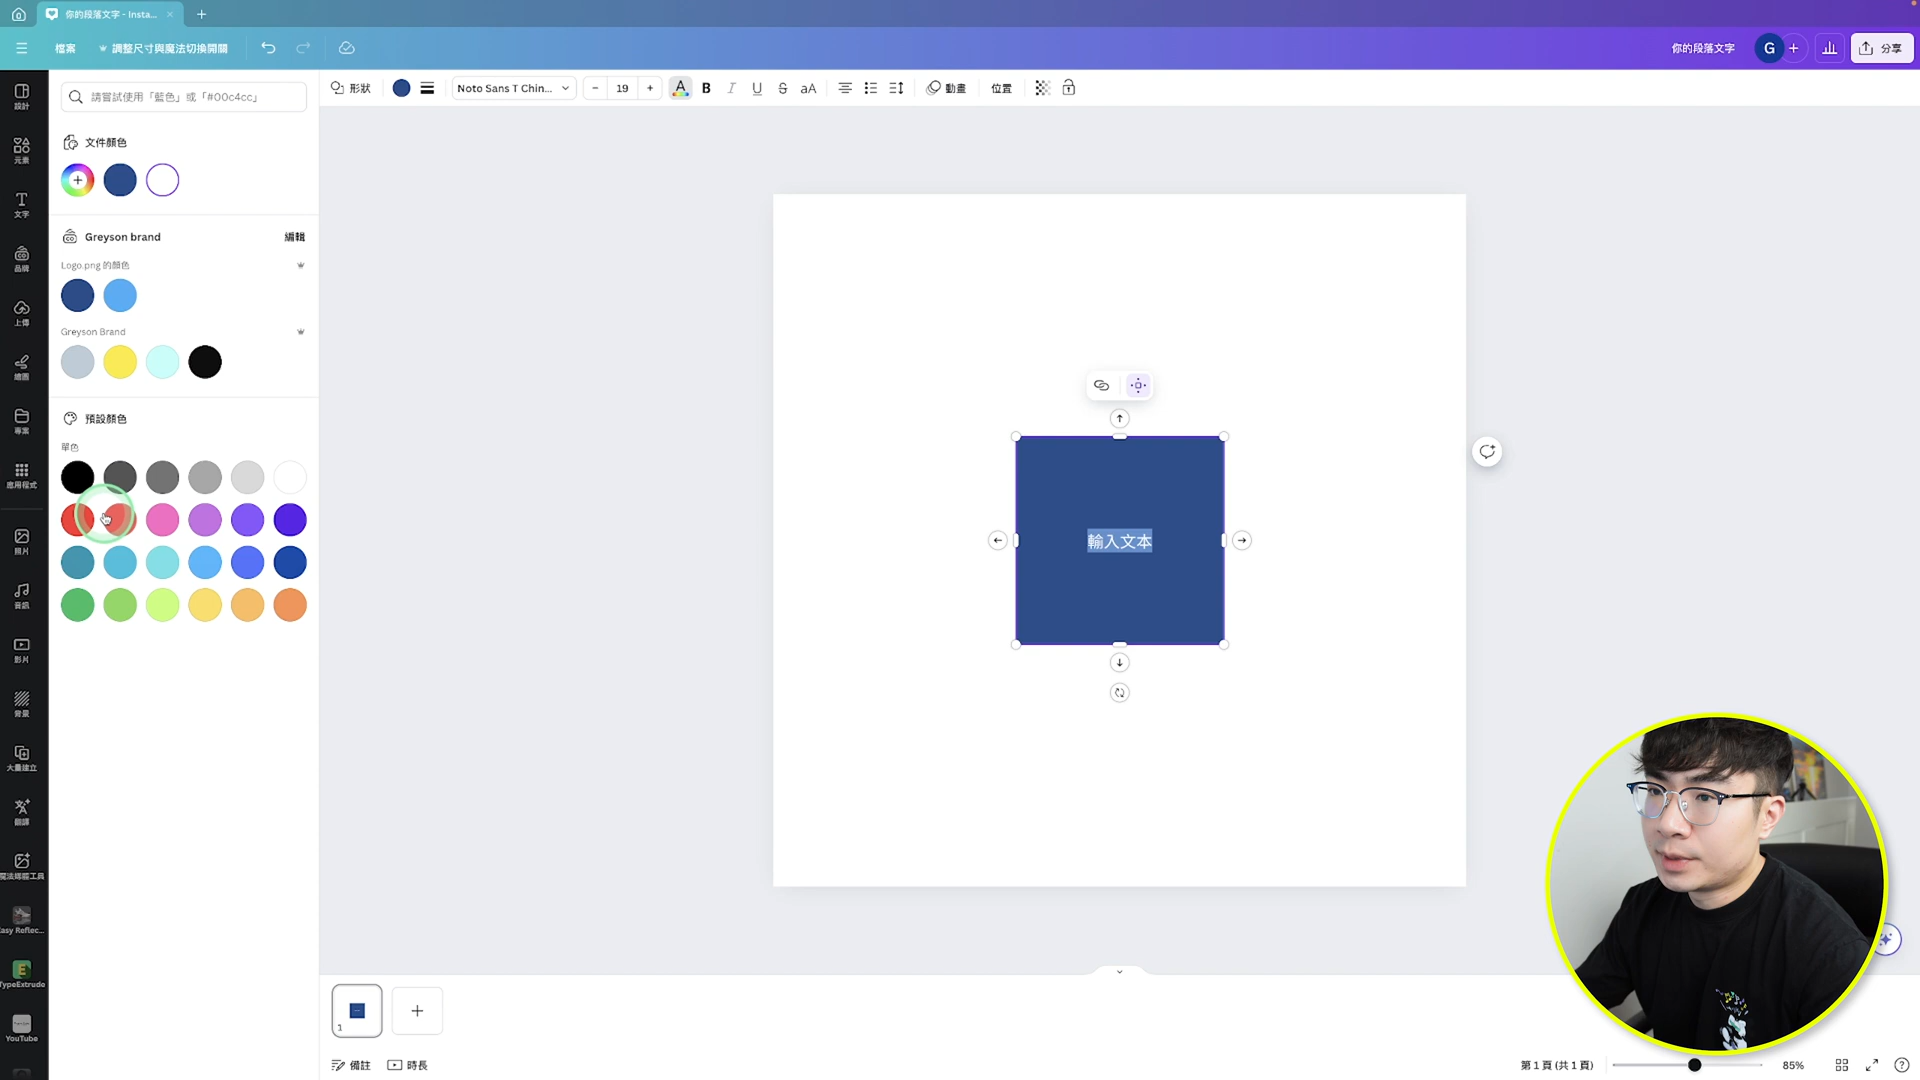 你的段落文字 - Insta...
檔案
調整尺寸與魔法切換開關
你的段落文字
G
分享
設計
元素
文字
品牌
上傳
繪圖
專案
應用程式
照片
音訊
影片
背景
大量建立
翻譯
魔法媒體工具
Easy Reflec...
TypeExtrude
YouTube
請嘗試使用「藍色」或「#00c4cc」
文件顏色
Greyson brand
編輯
Logo.png 的顏色
Greyson Brand
預設顏色
單色
形狀
Noto Sans T Chin...
19
A
B
I
U
S
aA
動畫
位置
輸入文本
1
備註
時長
第 1 頁 (共 1 頁)
85%